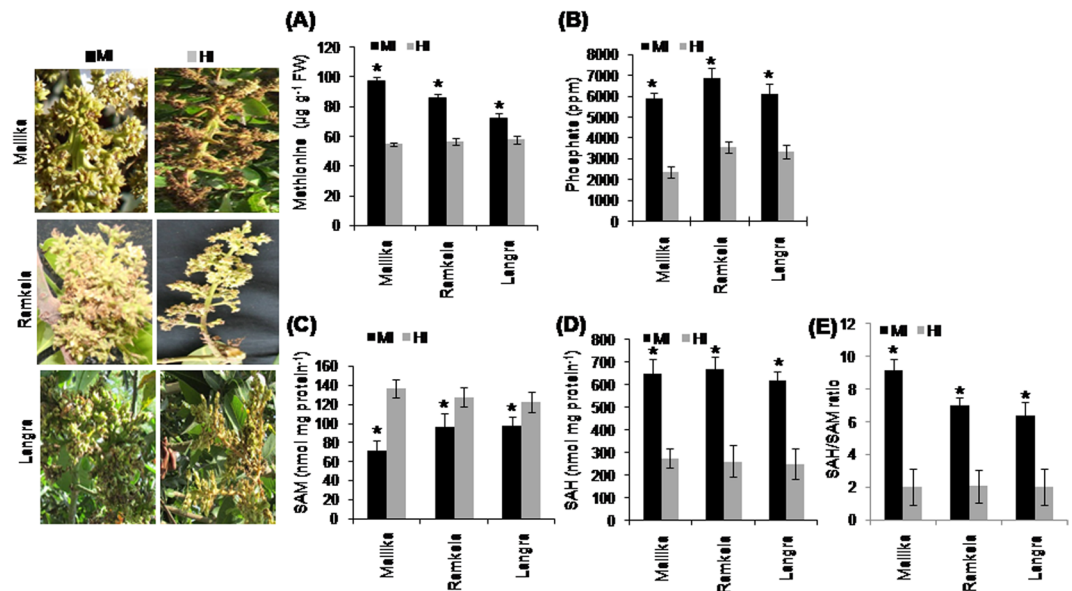 MI HI
Mallika
Ramkela
Langra
(A)
MI HI
Methionine (µg g-1 FW)
120
100
80
60
40
20
0
Mallika
Ramkela
Langra
(B)
MI HI
Phosphate (ppm)
8000
7000
6000
5000
4000
3000
2000
1000
0
Mallika
Ramkela
Langra
(C)
MI HI
SAM (nmol mg protein-1)
160
140
120
100
80
60
40
20
0
Mallika
Ramkela
Langra
(D)
MI HI
SAH (nmol mg protein-1)
800
700
600
500
400
300
200
100
0
Mallika
Ramkela
Langra
(E)
MI HI
SAH/SAM ratio
12
10
8
6
4
2
0
Mallika
Ramkela
Langra